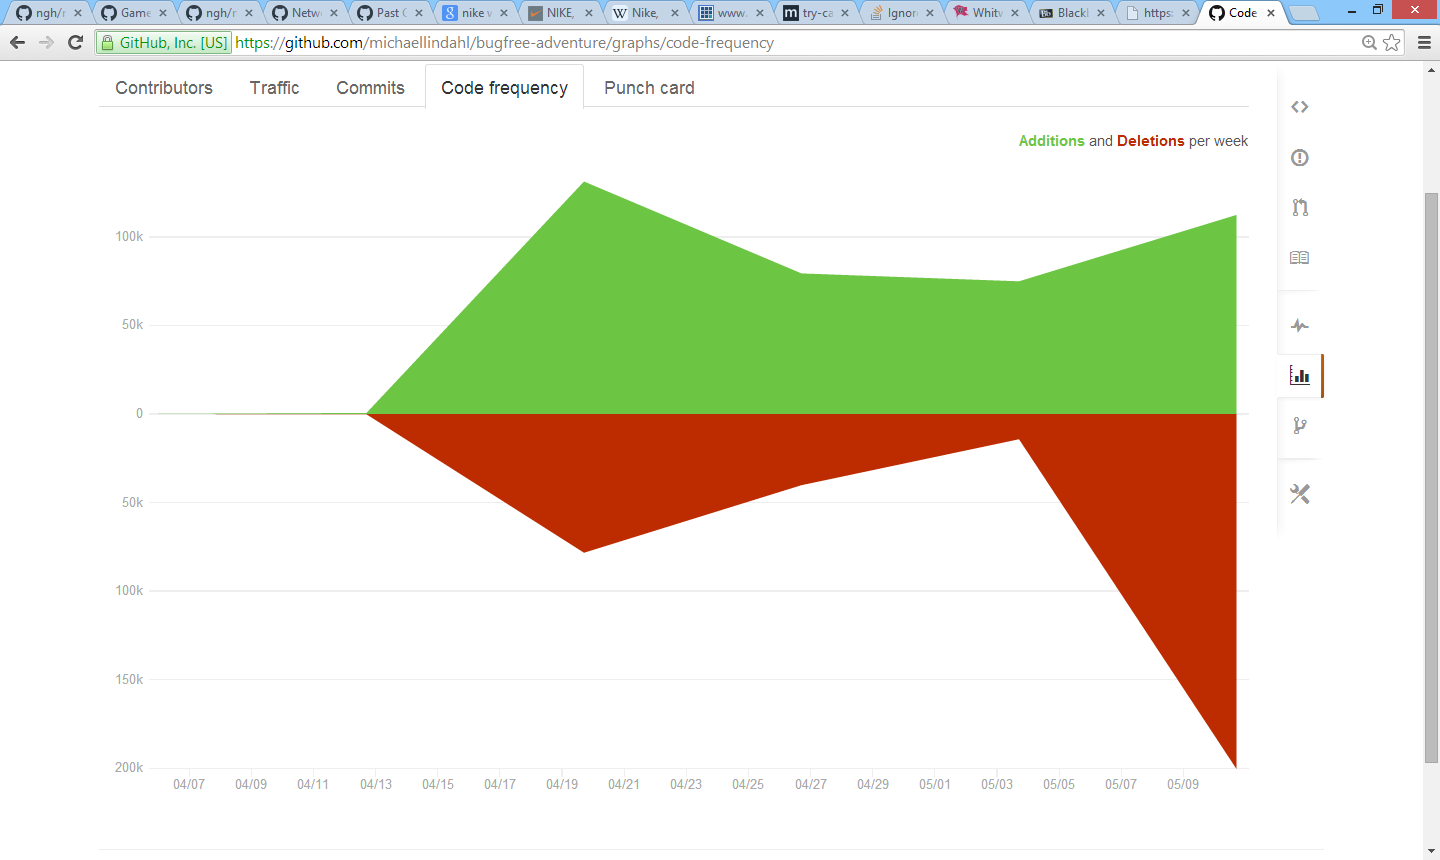 ngh/r Game ngh/r Netw Past C nike v NIKE, Nike, www. try-ca Ignor Whitv Black https Code
GitHub, Inc. [US] https://github.com/michaellindahl/bugfree-adventure/graphs/code-frequency
Contributors Traffic Commits Code frequency Punch card
Additions and Deletions per week
100k
50k
0
50k
100k
150k
200k
04/07 04/09 04/11 04/13 04/15 04/17 04/19 04/21 04/23 04/25 04/27 04/29 05/01 05/03 05/05 05/07 05/09